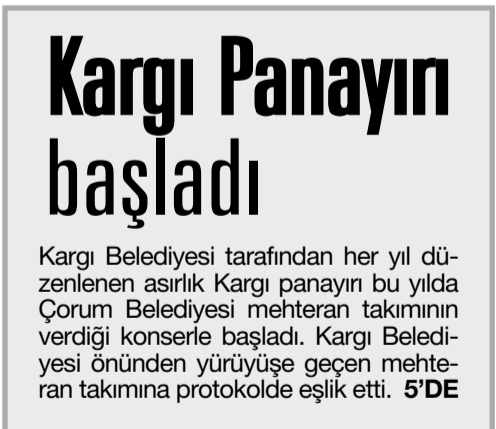 Kargı Panayırı
başladı
Kargı Belediyesi tarafından her yıl dü-
zenlenen asırlık Kargı panayırı bu yılda
Çorum Belediyesi mehteran takımının
verdiği konserle başladı. Kargı Beledi-
yesi önünden yürüyüşe geçen mehte-
ran takımına protokolde eşlik etti. 5’DE